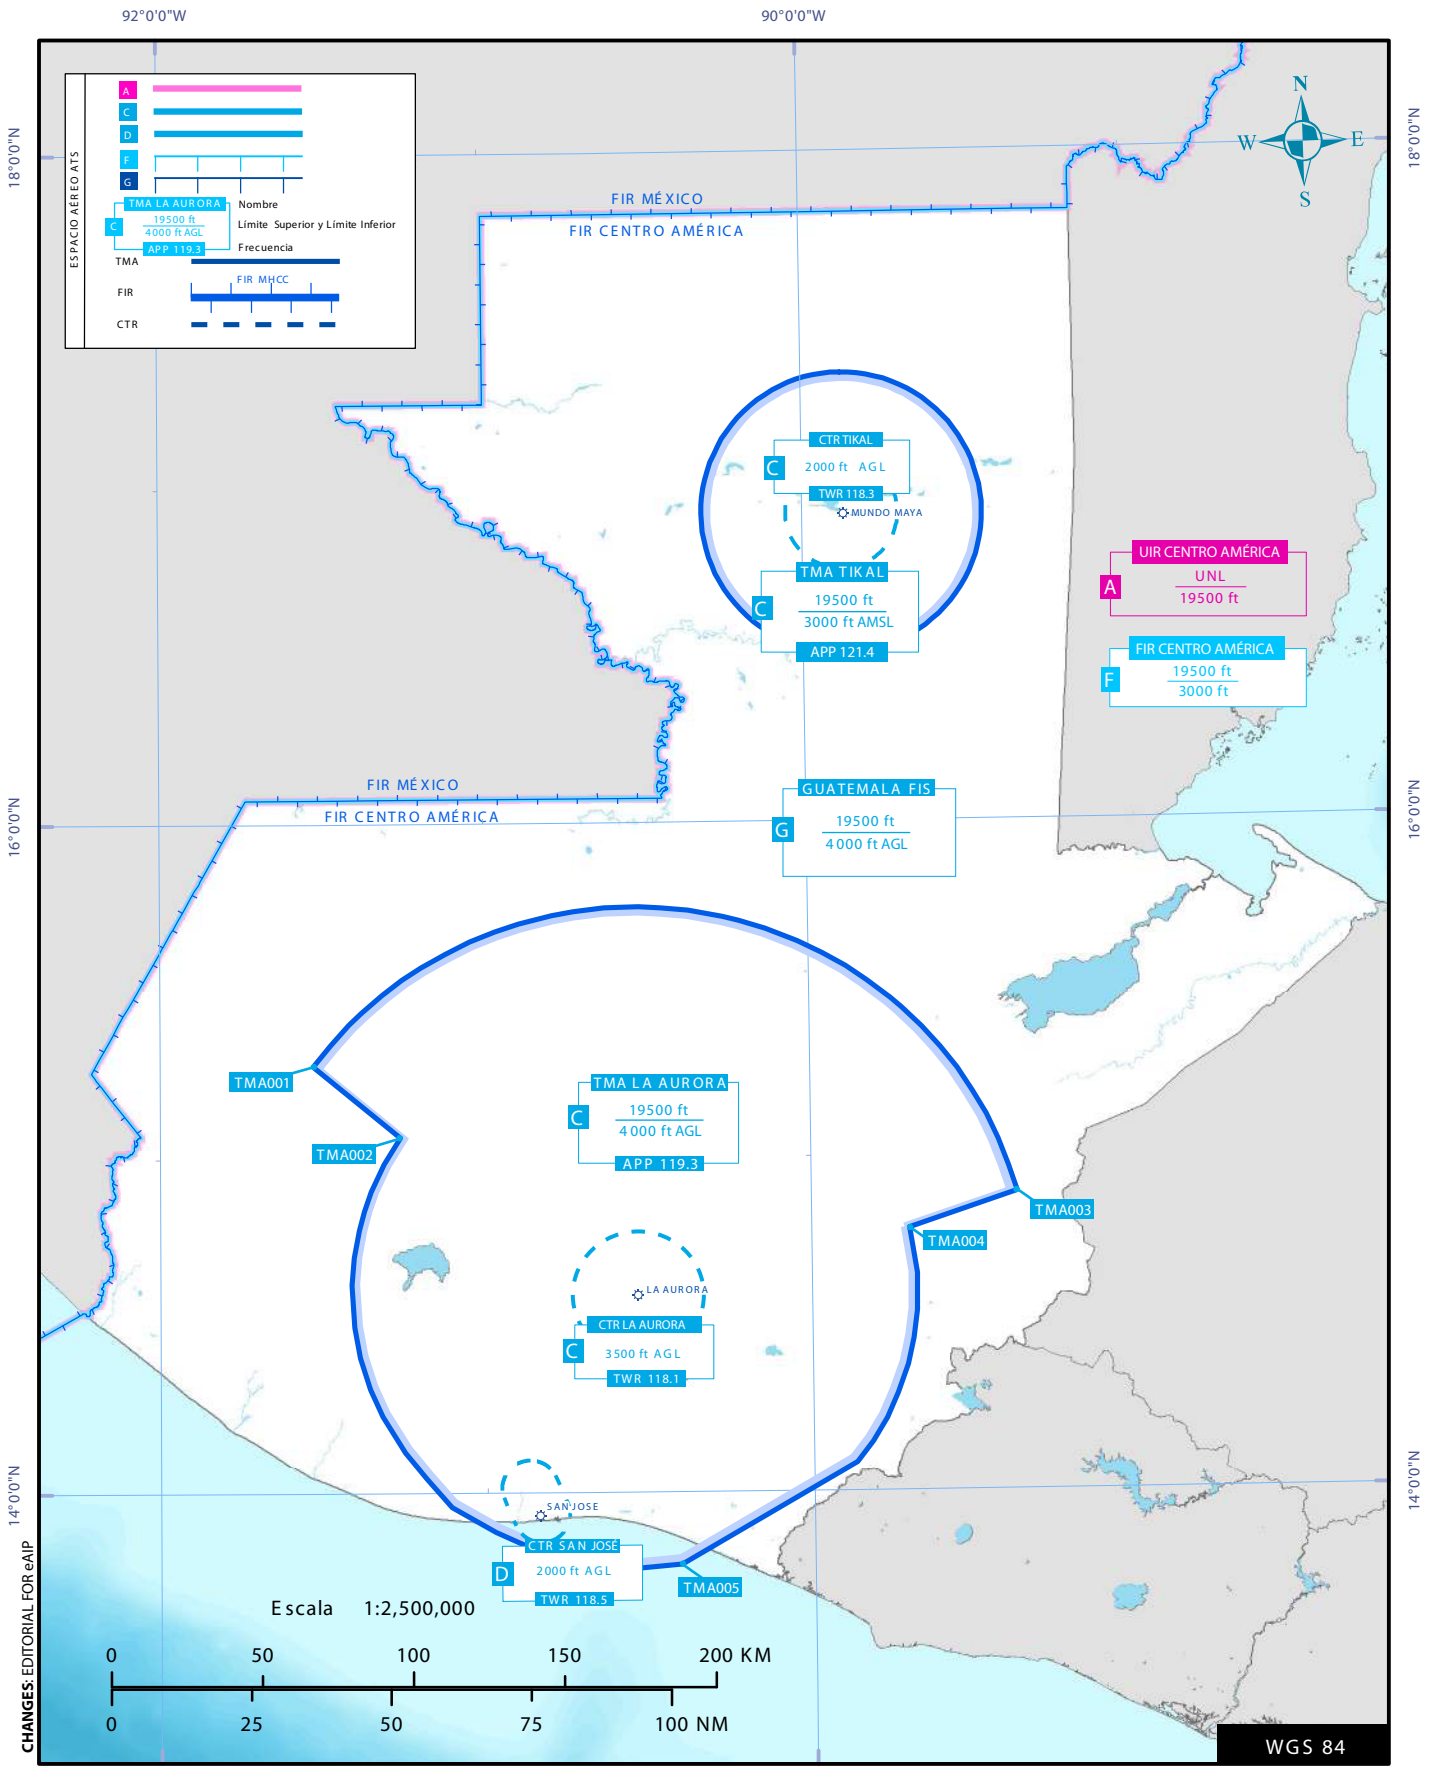 92°0'0"W
90°0'0"W
18°0'0"N
18°0'0"N
ESPACIO AÉREO ATS
A
C
D
F
G
TMA LA AURORA
Nombre
C
19500 ft
4000 ft AGL
Límite Superior y Límite Inferior
APP 119.3
Frecuencia
TMA
FIR MHCC
FIR
CTR
N
W
E
S
FIR MÉXICO
FIR CENTRO AMÉRICA
CTR TIKAL
C
2000 ft AGL
TWR 118.3
MUNDO MAYA
TMA TIKAL
C
19500 ft
3000 ft AMSL
APP 121.4
UIR CENTRO AMÉRICA
A
UNL
19500 ft
FIR CENTRO AMÉRICA
F
19500 ft
3000 ft
FIR MÉXICO
FIR CENTRO AMÉRICA
GUATEMALA FIS
G
19500 ft
4000 ft AGL
16°0'0"N
16°0'0"N
TMA001
TMA002
TMA LA AURORA
C
19500 ft
4000 ft AGL
APP 119.3
TMA003
TMA004
LA AURORA
CTR LA AURORA
C
3500 ft AGL
TWR 118.1
14°0'0"N
14°0'0"N
SAN JOSE
CTR SAN JOSÉ
D
2000 ft AGL
TWR 118.5
TMA005
Escala 1:2,500,000
0 50 100 150 200 KM
0 25 50 75 100 NM
CHANGES: EDITORIAL FOR eAIP
WGS 84